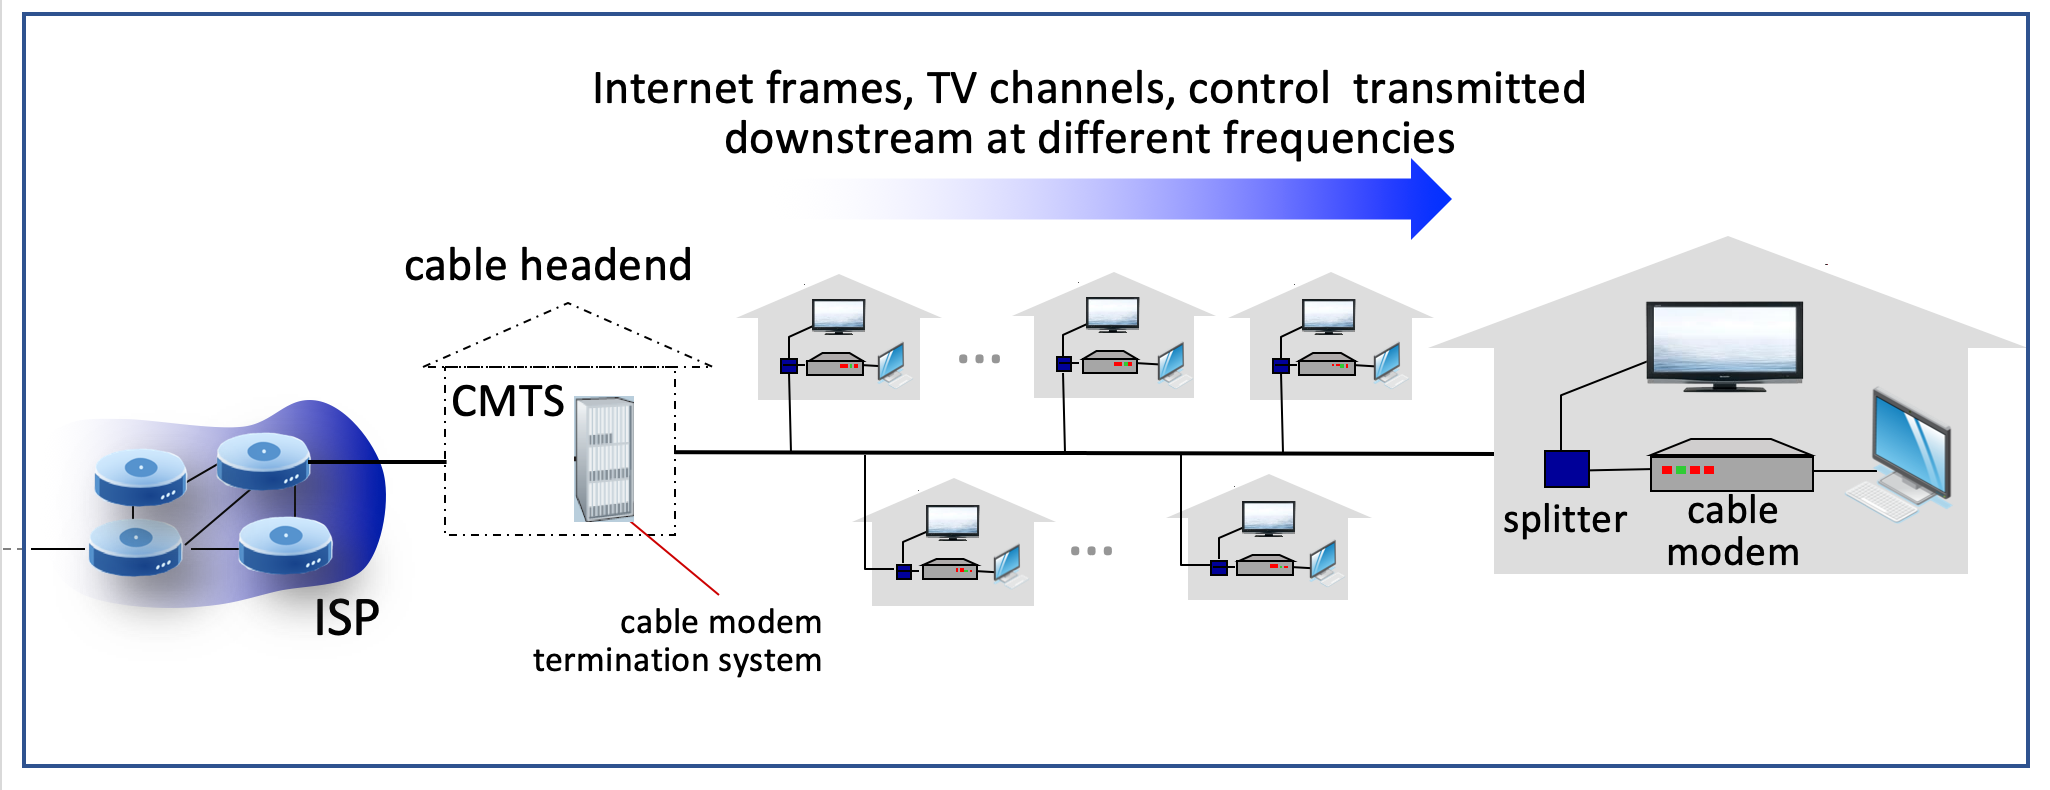 Internet frames, TV channels, control  transmitted
downstream at different frequencies
cable headend
CMTS
ISP
cable modem
termination system
splitter
cable
modem